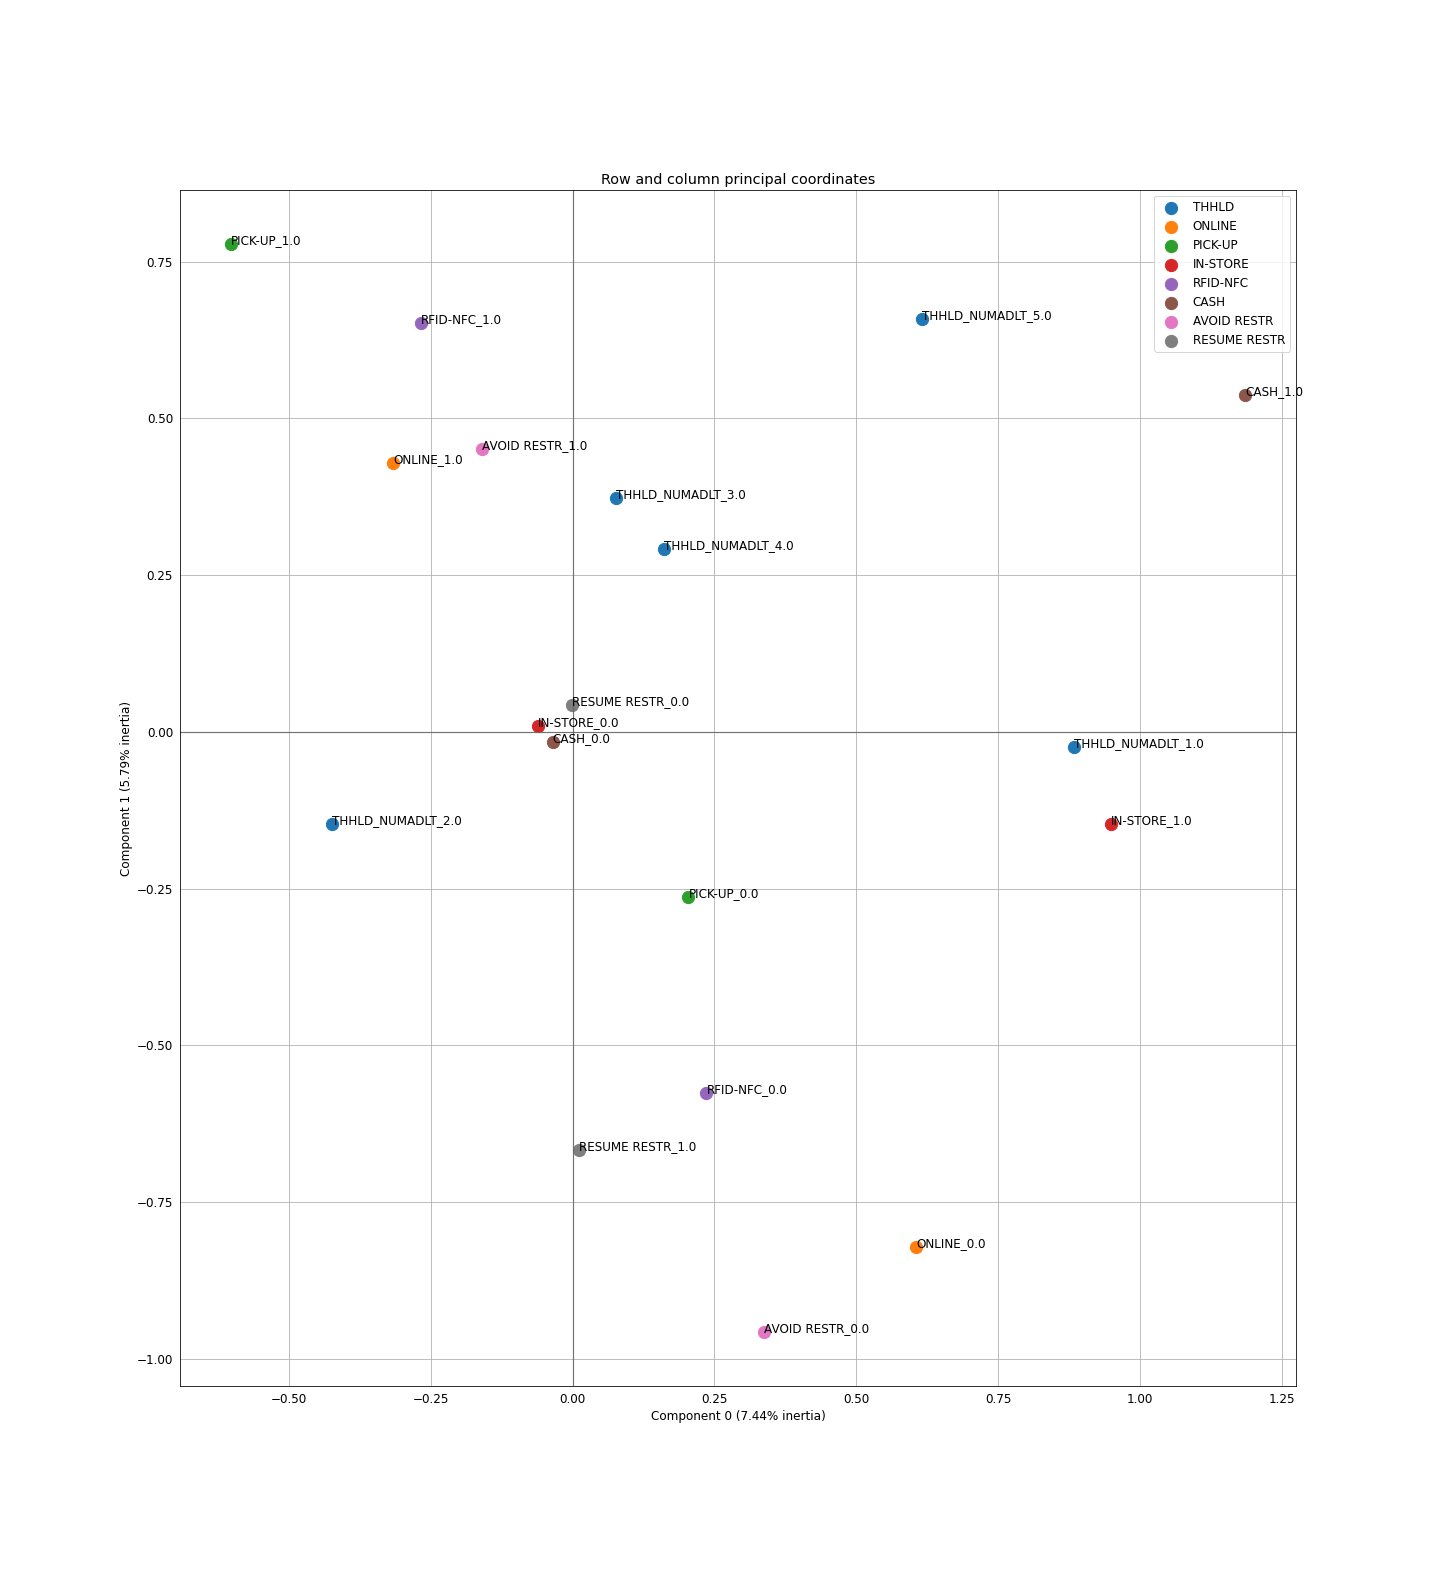 Row and column principal coordinates
THHLD
ONLINE
PICK-UP
IN-STORE
RFID-NFC
CASH
AVOID RESTR
RESUME RESTR
PICK-UP_1.0
RFID-NFC_1.0
THHLD_NUMADLT_5.0
CASH_1.0
AVOID RESTR_1.0
ONLINE_1.0
THHLD_NUMADLT_3.0
THHLD_NUMADLT_4.0
RESUME RESTR_0.0
IN-STORE_0.0
CASH_0.0
THHLD_NUMADLT_1.0
THHLD_NUMADLT_2.0
IN-STORE_1.0
PICK-UP_0.0
RFID-NFC_0.0
RESUME RESTR_1.0
ONLINE_0.0
AVOID RESTR_0.0
0.75
0.50
0.25
0.00
−0.25
−0.50
−0.75
−1.00
Component 1 (5.79% inertia)
−0.50
−0.25
0.00
0.25
0.50
0.75
1.00
1.25
Component 0 (7.44% inertia)